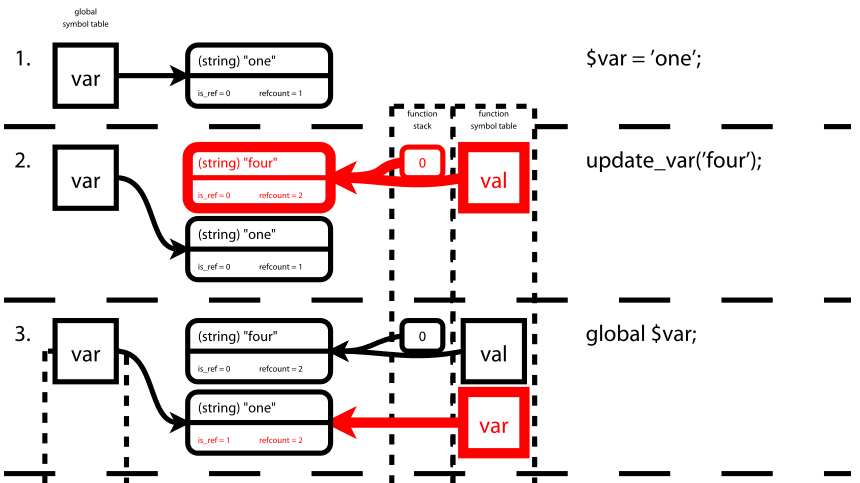 global
symbol table
1.
var
(string) "one"
is_ref = 0 refcount = 1
$var = ’one’;
function
stack
function
symbol table
2.
var
(string) "four"
is_ref = 0 refcount = 2
0
val
update_var(’four’);
(string) "one"
is_ref = 0 refcount = 1
3.
var
(string) "four"
is_ref = 0 refcount = 2
0
val
global $var;
(string) "one"
is_ref = 1 refcount = 2
var